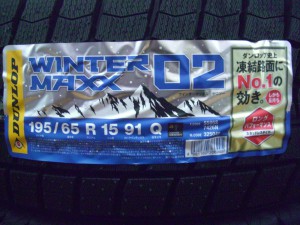 DUNLOP
WINTER
MAXX
02
195/65 R 15 91 Q
ダンロップ史上
凍結路面に
No.1の
効き。